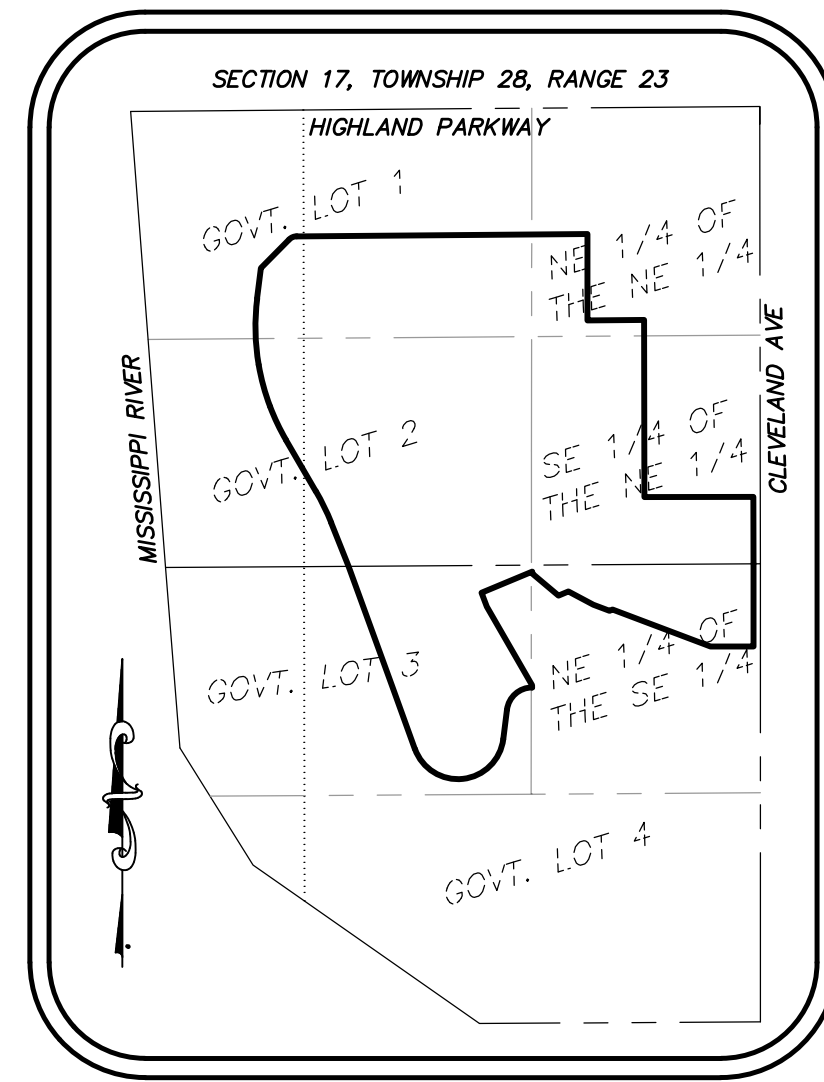 SECTION 17, TOWNSHIP 28, RANGE 23
HIGHLAND PARKWAY
GOVT. LOT 1
NE 1/4 OF
THE NE 1/4
MISSISSIPPI RIVER
CLEVELAND AVE
GOVT. LOT 2
SE 1/4 OF
THE NE 1/4
GOVT. LOT 3
NE 1/4 OF
THE SE 1/4
GOVT. LOT 4